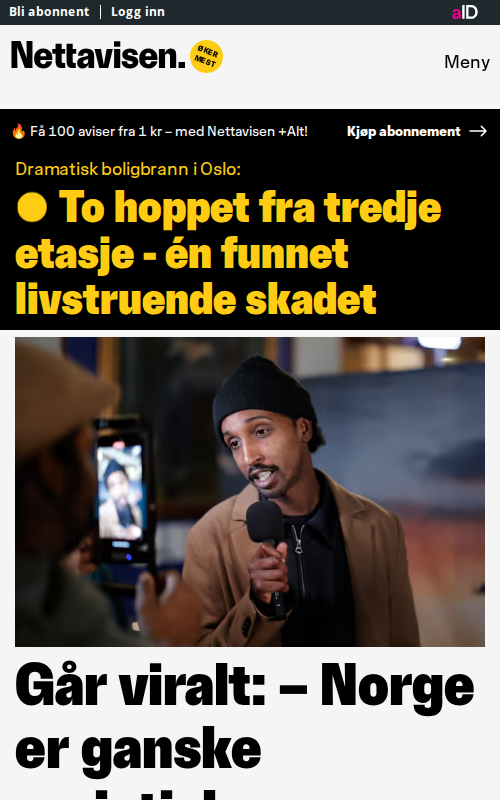 Bli abonnent | Logg inn
aID
Nettavisen.
ØKER
MEST
Meny
Få 100 aviser fra 1 kr – med Nettavisen +Alt!
Kjøp abonnement →
Dramatisk boligbrann i Oslo:
To hoppet fra tredje
etasje - én funnet
livstruende skadet
Går viralt: – Norge
er ganske